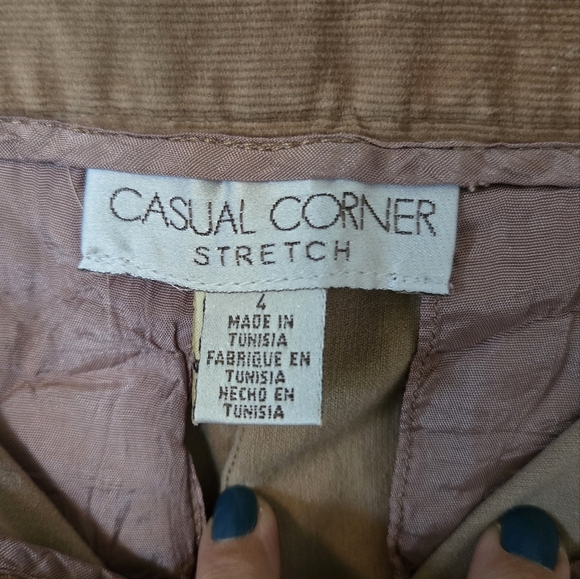 CASUAL CORNER
STRETCH
4
MADE IN
TUNISIA
FABRIQUE EN
TUNISIA
HECHO EN
TUNISIA